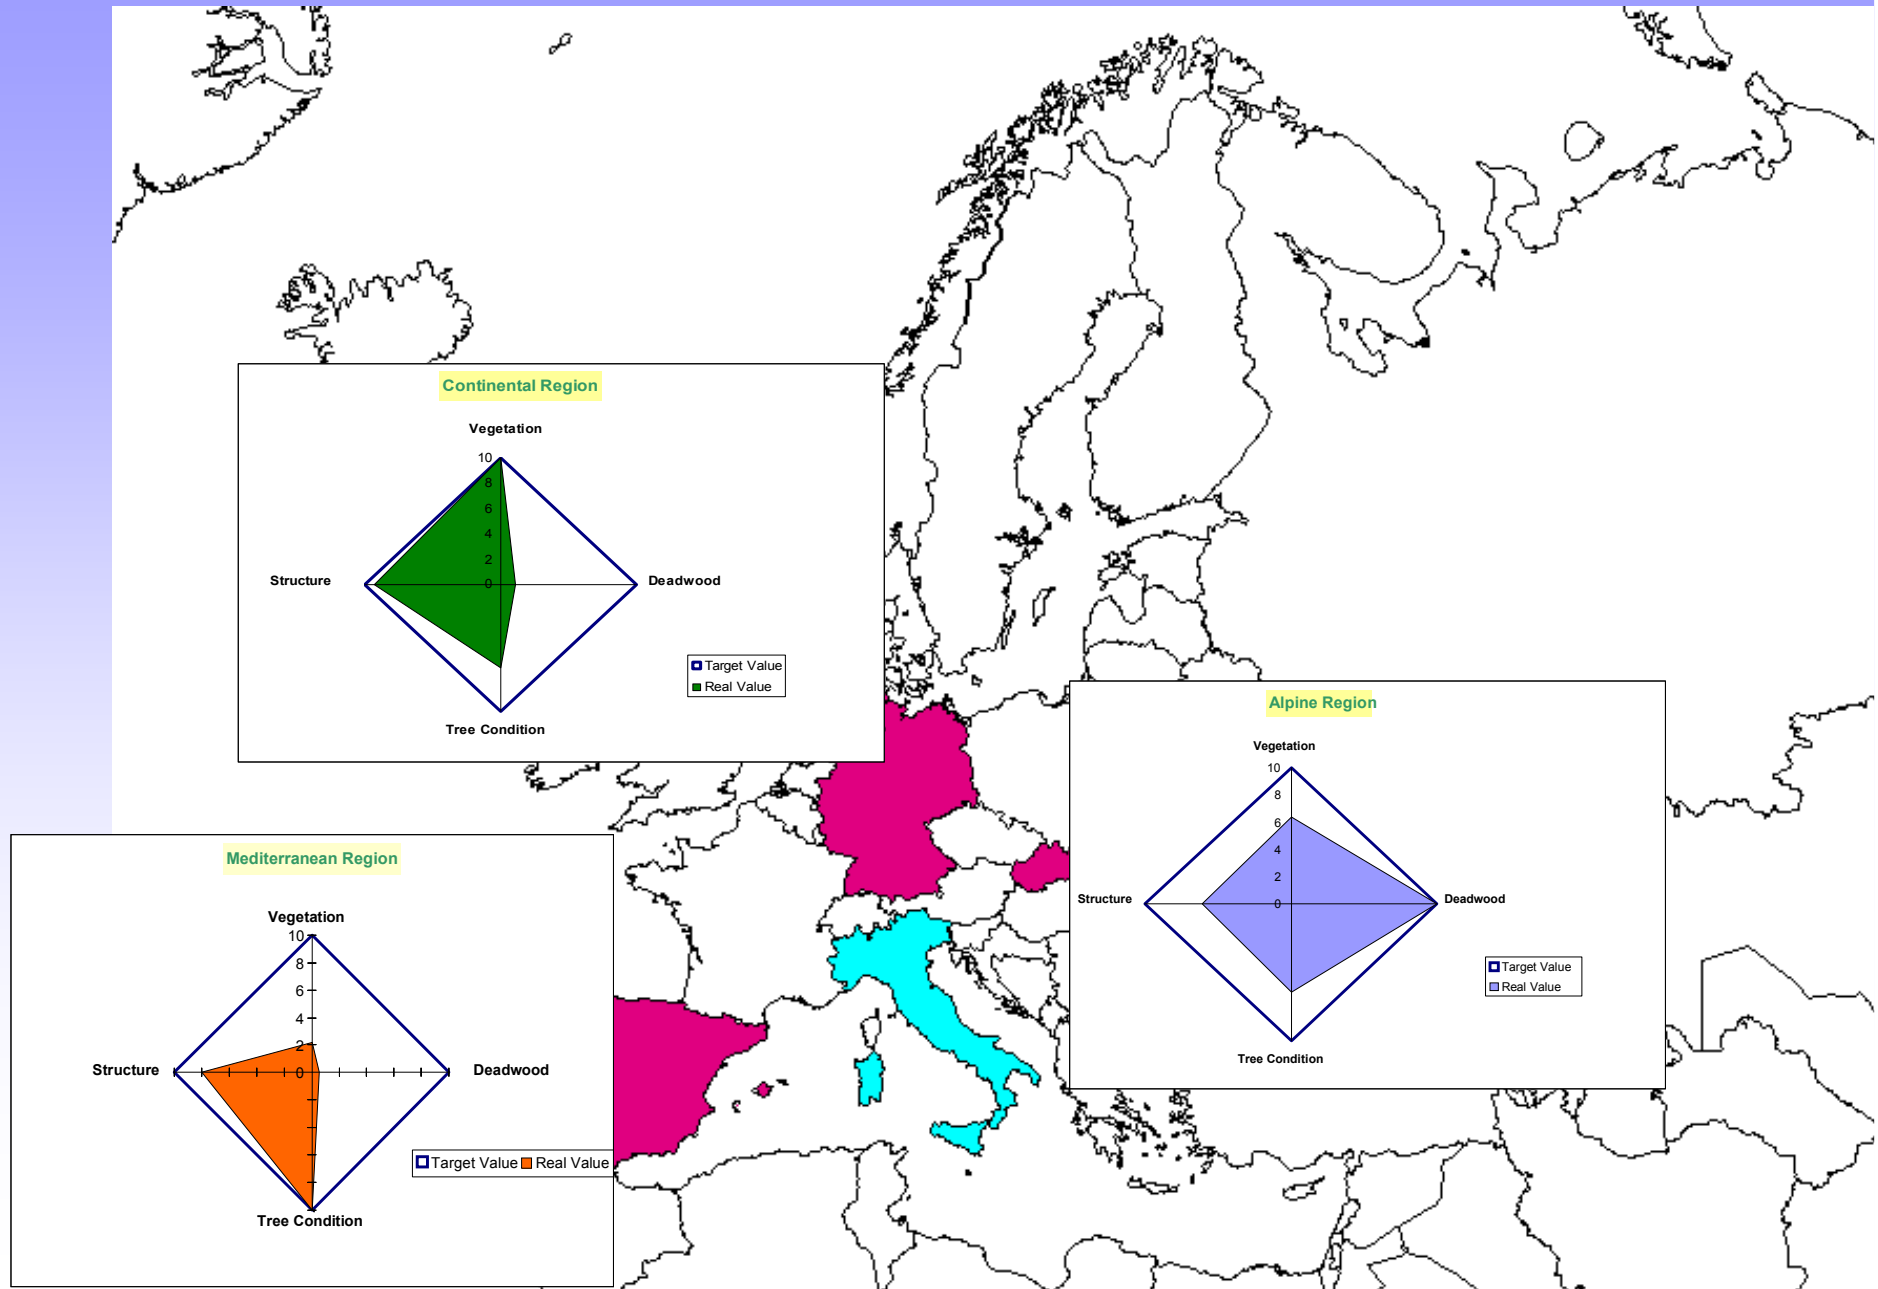 Continental Region
Vegetation
10
8
6
4
2
0
Structure
Deadwood
Tree Condition
Target Value
Real Value
Alpine Region
Vegetation
10
8
6
4
2
0
Structure
Deadwood
Tree Condition
Target Value
Real Value
Mediterranean Region
Vegetation
10
8
6
4
2
0
Structure
Deadwood
Tree Condition
Target Value Real Value